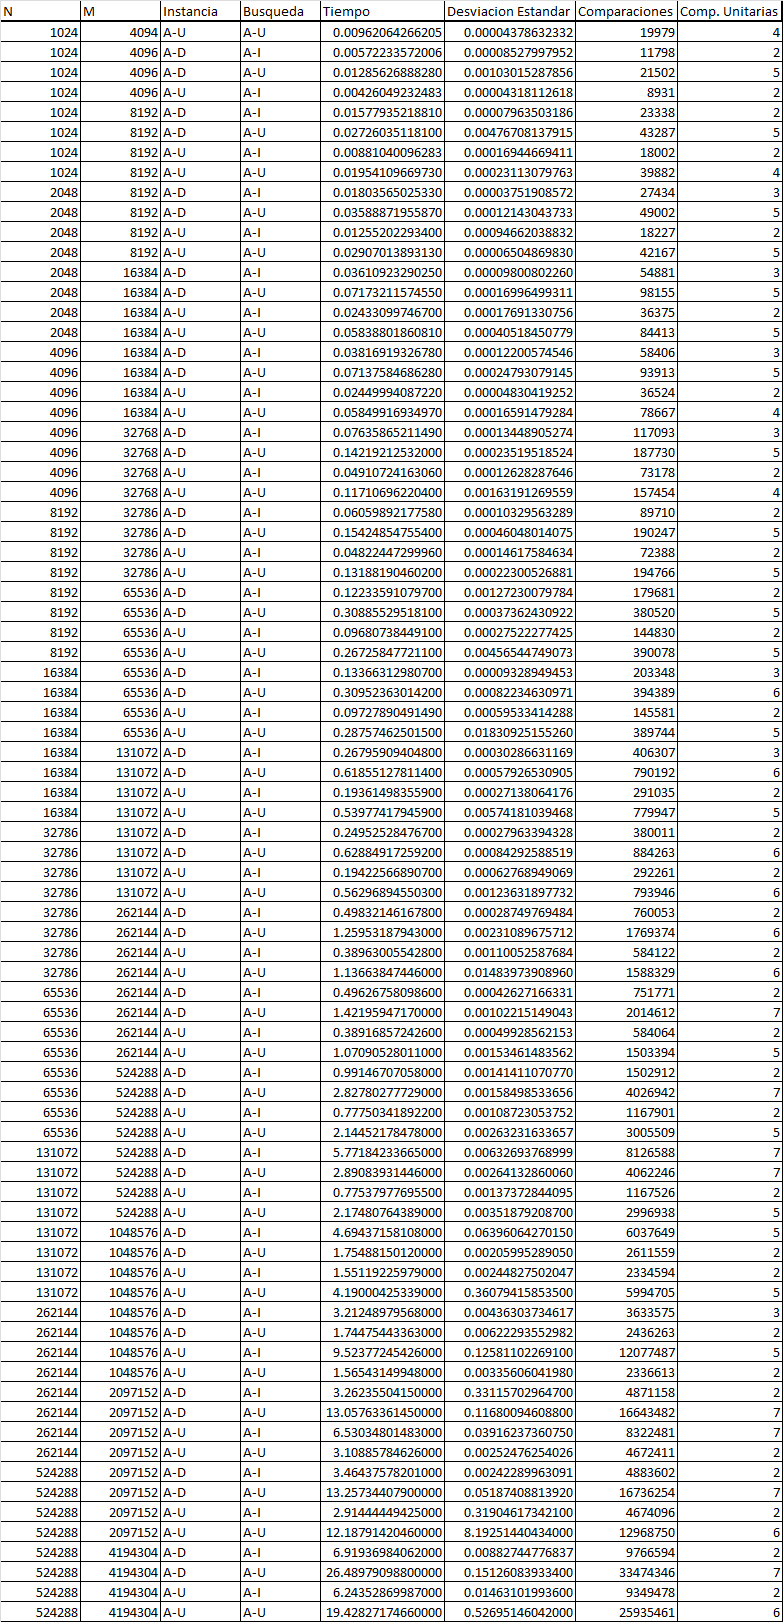 N M Instancia Busqueda Tiempo Desviacion Estandar Comparaciones Comp. Unitarias
1024 4094 A-U A-U 0.00962064266205 0.00004378632332 19979 4
1024 4096 A-D A-I 0.00572233572006 0.00008527997952 11798 2
1024 4096 A-D A-U 0.01285626888280 0.00103015287856 21502 5
1024 4096 A-U A-I 0.00426049232483 0.00004318112618 8931 2
1024 8192 A-D A-I 0.01577935218810 0.00007963503186 23338 2
1024 8192 A-D A-U 0.02726035118100 0.00476708137915 43287 5
1024 8192 A-U A-I 0.00881040096283 0.00016944669411 18002 2
1024 8192 A-U A-U 0.01954109669730 0.00023113079763 39882 4
2048 8192 A-D A-I 0.01803565025330 0.00003751908572 27434 3
2048 8192 A-D A-U 0.03588871955870 0.00012143043733 49002 5
2048 8192 A-U A-I 0.01255202293400 0.00094662038832 18227 2
2048 8192 A-U A-U 0.02907013893130 0.00006504869830 42167 5
2048 16384 A-D A-I 0.03610923290250 0.00009800802260 54881 3
2048 16384 A-D A-U 0.07173211574550 0.00016996499311 98155 5
2048 16384 A-U A-I 0.02433099746700 0.00017691330756 36375 2
2048 16384 A-U A-U 0.05838801860810 0.00040518450779 84413 5
4096 16384 A-D A-I 0.03816919326780 0.00012200574546 58406 3
4096 16384 A-D A-U 0.07137584686280 0.00024793079145 93913 5
4096 16384 A-U A-I 0.02449994087220 0.00004830419252 36524 2
4096 16384 A-U A-U 0.05849916934970 0.00016591479284 78667 4
4096 32768 A-D A-I 0.07635865211490 0.00013448905274 117093 3
4096 32768 A-D A-U 0.14219212532000 0.00023519518524 187730 5
4096 32768 A-U A-I 0.04910724163060 0.00012628287646 73178 2
4096 32768 A-U A-U 0.11710696220400 0.00163191269559 157454 4
8192 32786 A-D A-I 0.06059892177580 0.00010329563289 89710 2
8192 32786 A-D A-U 0.15424854755400 0.00046048014075 190247 5
8192 32786 A-U A-I 0.04822447299960 0.00014617584634 72388 2
8192 32786 A-U A-U 0.13188190460200 0.00022300526881 194766 5
8192 65536 A-D A-I 0.12233591079700 0.00127230079784 179681 2
8192 65536 A-D A-U 0.30885529518100 0.00037362430922 380520 5
8192 65536 A-U A-I 0.09680738449100 0.00027522277425 144830 2
8192 65536 A-U A-U 0.26725847721100 0.00456544749073 390078 5
16384 65536 A-D A-I 0.13366312980700 0.00009328949453 203348 3
16384 65536 A-D A-U 0.30952363014200 0.00082234630971 394389 6
16384 65536 A-U A-I 0.09727890491490 0.00059533414288 145581 2
16384 65536 A-U A-U 0.28757462501500 0.01830925155260 389744 5
16384 131072 A-D A-I 0.26795909404800 0.00030286631169 406307 3
16384 131072 A-D A-U 0.61855127811400 0.00057926530905 790192 6
16384 131072 A-U A-I 0.19361498355900 0.00027138064176 291035 2
16384 131072 A-U A-U 0.53977417945900 0.00574181039468 779947 5
32786 131072 A-D A-I 0.24952528476700 0.00027963394328 380011 2
32786 131072 A-D A-U 0.62884917259200 0.00084292588519 884263 6
32786 131072 A-U A-I 0.19422566890700 0.00062768949069 292261 2
32786 131072 A-U A-U 0.56296894550300 0.00123631897732 793946 6
32786 262144 A-D A-I 0.49832146167800 0.00028749769484 760053 2
32786 262144 A-D A-U 1.25953187943000 0.00231089675712 1769374 6
32786 262144 A-U A-I 0.38963005542800 0.00110052587684 584122 2
32786 262144 A-U A-U 1.13663847446000 0.01483973908960 1588329 6
65536 262144 A-D A-I 0.49626758098600 0.00042627166331 751771 2
65536 262144 A-D A-U 1.42195947170000 0.00102215149043 2014612 7
65536 262144 A-U A-I 0.38916857242600 0.00049928562153 584064 2
65536 262144 A-U A-U 1.07090528011000 0.00153461483562 1503394 5
65536 524288 A-D A-I 0.99146707058000 0.00141411070770 1502912 2
65536 524288 A-D A-U 2.82780277729000 0.00158498533656 4026942 7
65536 524288 A-U A-I 0.77750341892200 0.00108723053752 1167901 2
65536 524288 A-U A-U 2.14452178478000 0.00263231633657 3005509 5
131072 524288 A-D A-I 5.77184233665000 0.00632693768999 8126588 7
131072 524288 A-D A-U 2.89083931446000 0.00264132860060 4062246 7
131072 524288 A-U A-I 0.77537977695500 0.00137372844095 1167526 2
131072 524288 A-U A-U 2.17480764389000 0.00351879208700 2996938 5
131072 1048576 A-D A-I 4.69437158108000 0.06396064270150 6037649 5
131072 1048576 A-D A-U 1.75488150120000 0.00205995289050 2611559 2
131072 1048576 A-U A-I 1.55119225979000 0.00244827502047 2334594 2
131072 1048576 A-U A-U 4.19000425339000 0.36079415853500 5994705 5
262144 1048576 A-D A-I 3.21248979568000 0.00436303734617 3633575 3
262144 1048576 A-D A-U 1.74475443363000 0.00622293552982 2436263 2
262144 1048576 A-U A-I 9.52377245426000 0.12581102269100 12077487 5
262144 1048576 A-U A-U 1.56543149948000 0.00335606041980 2336613 2
262144 2097152 A-D A-I 3.26235504150000 0.33115702964700 4871158 2
262144 2097152 A-D A-U 13.05763361450000 0.11680094608800 16643482 7
262144 2097152 A-U A-I 6.53034801483000 0.03916237360750 8322481 7
262144 2097152 A-U A-U 3.10885784626000 0.00252476254026 4672411 2
524288 2097152 A-D A-I 3.46437578201000 0.00242289963091 4883602 2
524288 2097152 A-D A-U 13.25734407900000 0.05187408813920 16736254 7
524288 2097152 A-U A-I 2.91444449425000 0.31904617342100 4674096 2
524288 2097152 A-U A-U 12.18791420460000 8.19251440434000 12968750 6
524288 4194304 A-D A-I 6.91936984062000 0.00882744776837 9766594 2
524288 4194304 A-D A-U 26.48979098800000 0.15126083933400 33474346 7
524288 4194304 A-U A-I 6.24352869987000 0.01463101993600 9349478 2
524288 4194304 A-U A-U 19.42827174660000 0.52695146042000 25935461 6